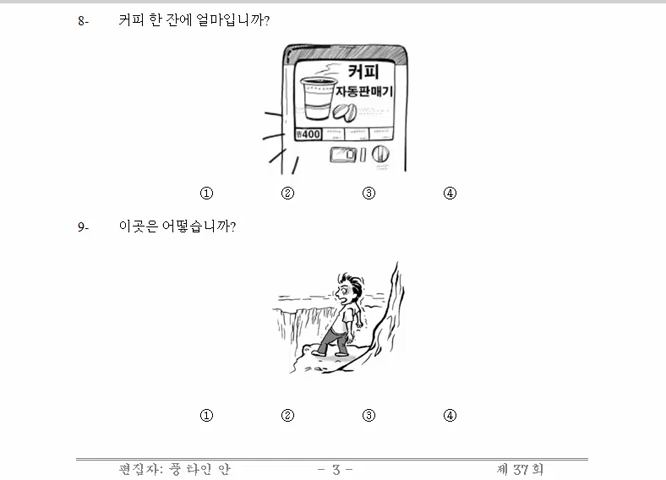 8- 커피 한 잔에 얼마입니까?
커피
자동판매기
₩400
① ② ③ ④
9- 이곳은 어떻습니까?
① ② ③ ④
편집자: 풍 타인 안 - 3 - 제 37회